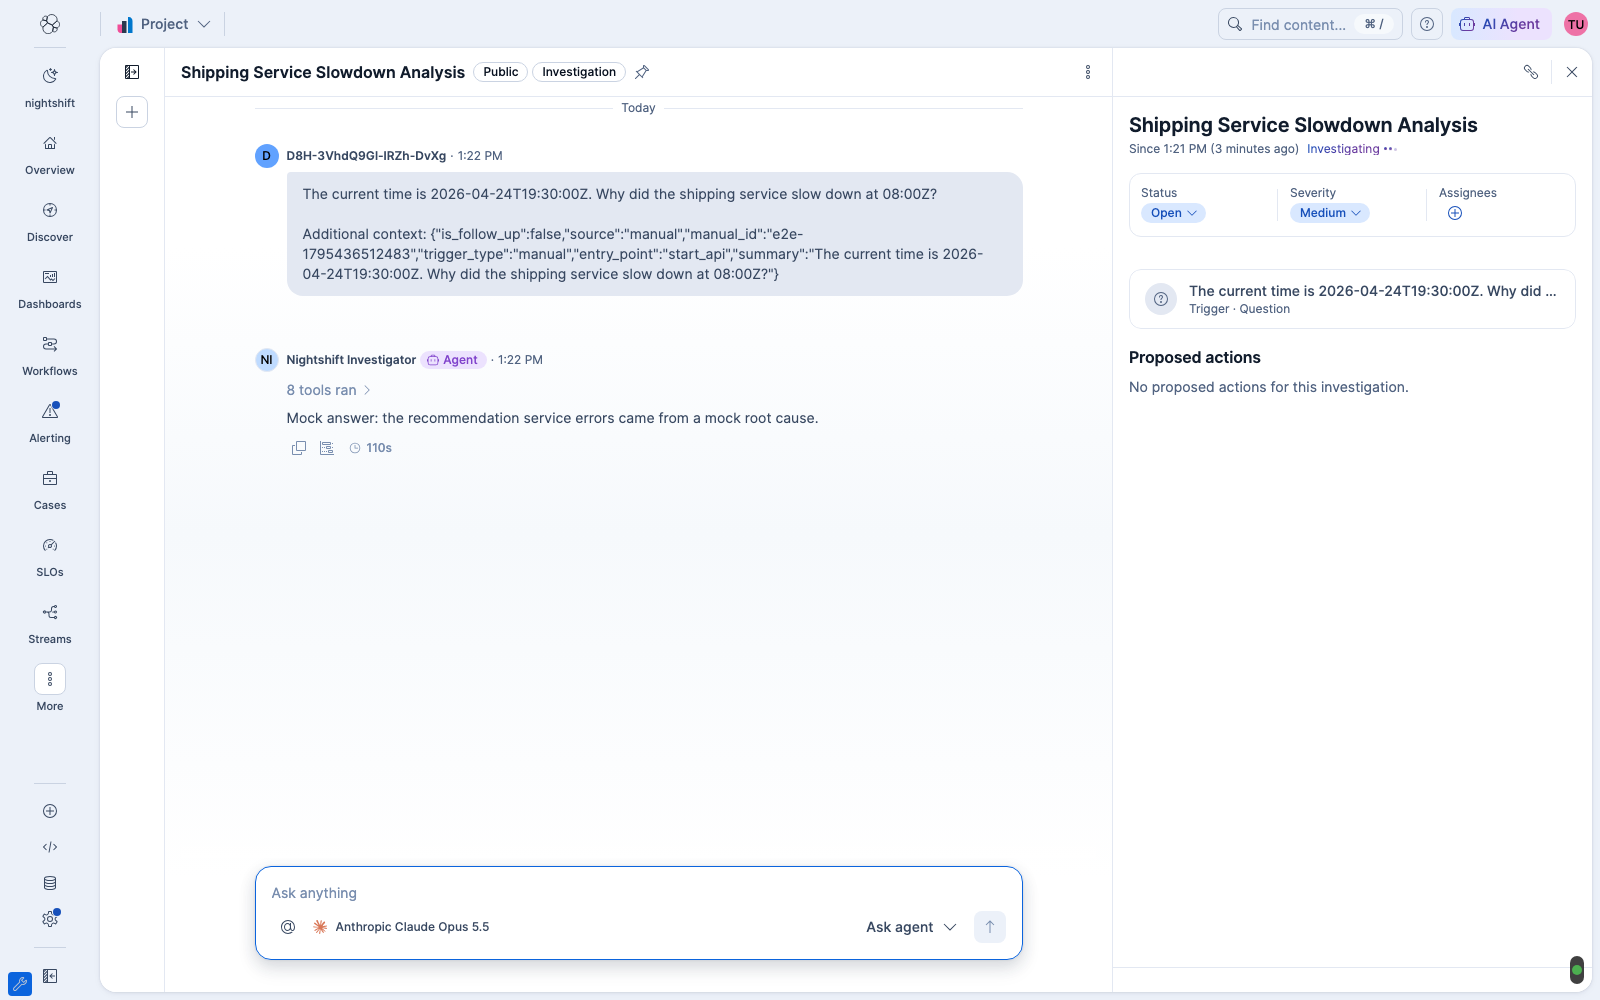 Project
Find content...
⌘ /
AI Agent
TU
nightshift
Overview
Discover
Dashboards
Workflows
Alerting
Cases
SLOs
Streams
More
Shipping Service Slowdown Analysis
Public
Investigation
Today
D
D8H-3VhdQ9GI-IRZh-DvXg · 1:22 PM
The current time is 2026-04-24T19:30:00Z. Why did the shipping service slow down at 08:00Z?
Additional context: {"is_follow_up":false,"source":"manual","manual_id":"e2e-
1795436512483","trigger_type":"manual","entry_point":"start_api","summary":"The current time is 2026-
04-24T19:30:00Z. Why did the shipping service slow down at 08:00Z?"}
NI
Nightshift Investigator
Agent
· 1:22 PM
8 tools ran
Mock answer: the recommendation service errors came from a mock root cause.
110s
Ask anything
@
Anthropic Claude Opus 5.5
Ask agent
Shipping Service Slowdown Analysis
Since 1:21 PM (3 minutes ago)
Investigating
Status
Open
Severity
Medium
Assignees
The current time is 2026-04-24T19:30:00Z. Why did ...
Trigger · Question
Proposed actions
No proposed actions for this investigation.